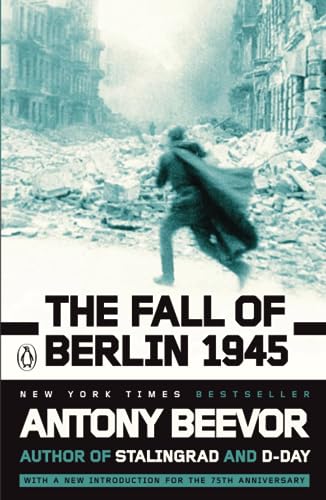 THE FALL OF
BERLIN 1945
NEW YORK TIMES BESTSELLER
ANTONY BEEVOR
AUTHOR OF STALINGRAD AND D-DAY
WITH A NEW INTRODUCTION FOR THE 75TH ANNIVERSARY